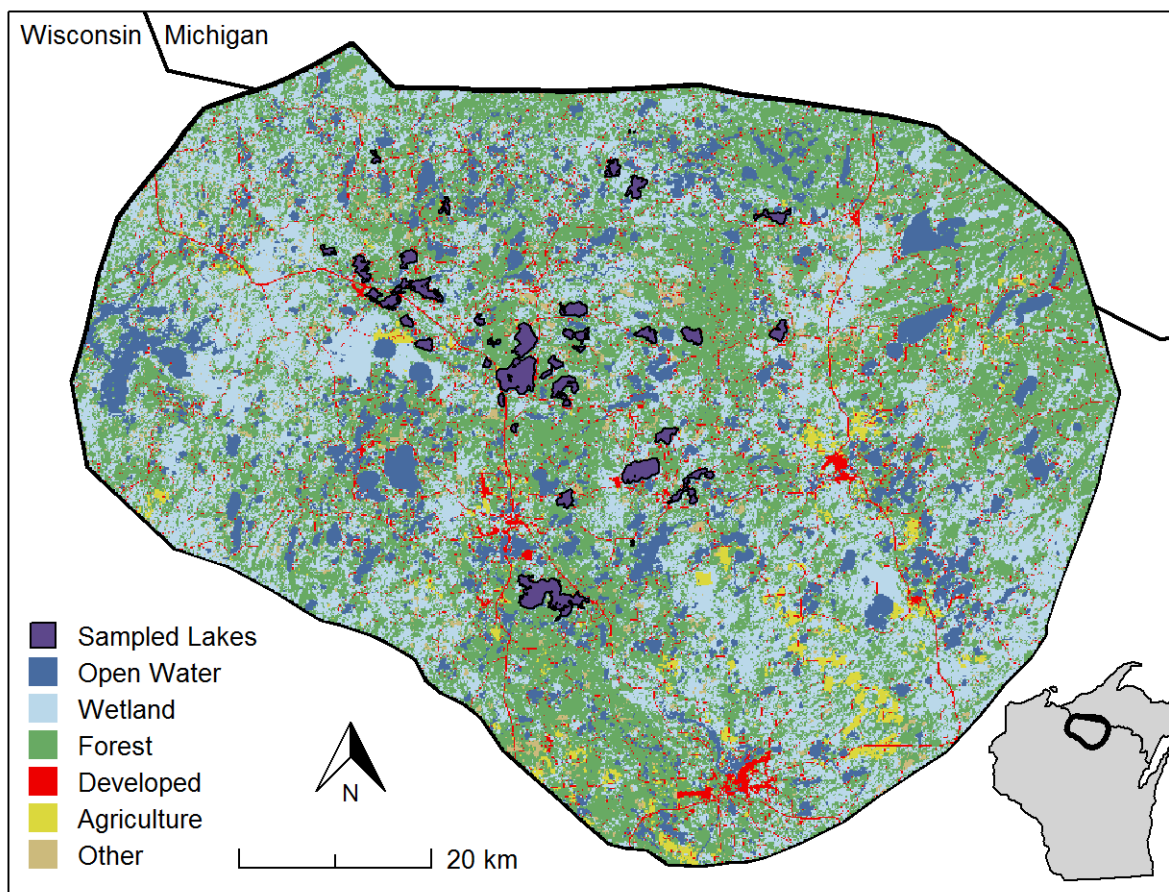 Wisconsin Michigan
Sampled Lakes
Open Water
Wetland
Forest
Developed
Agriculture
Other
N
20 km